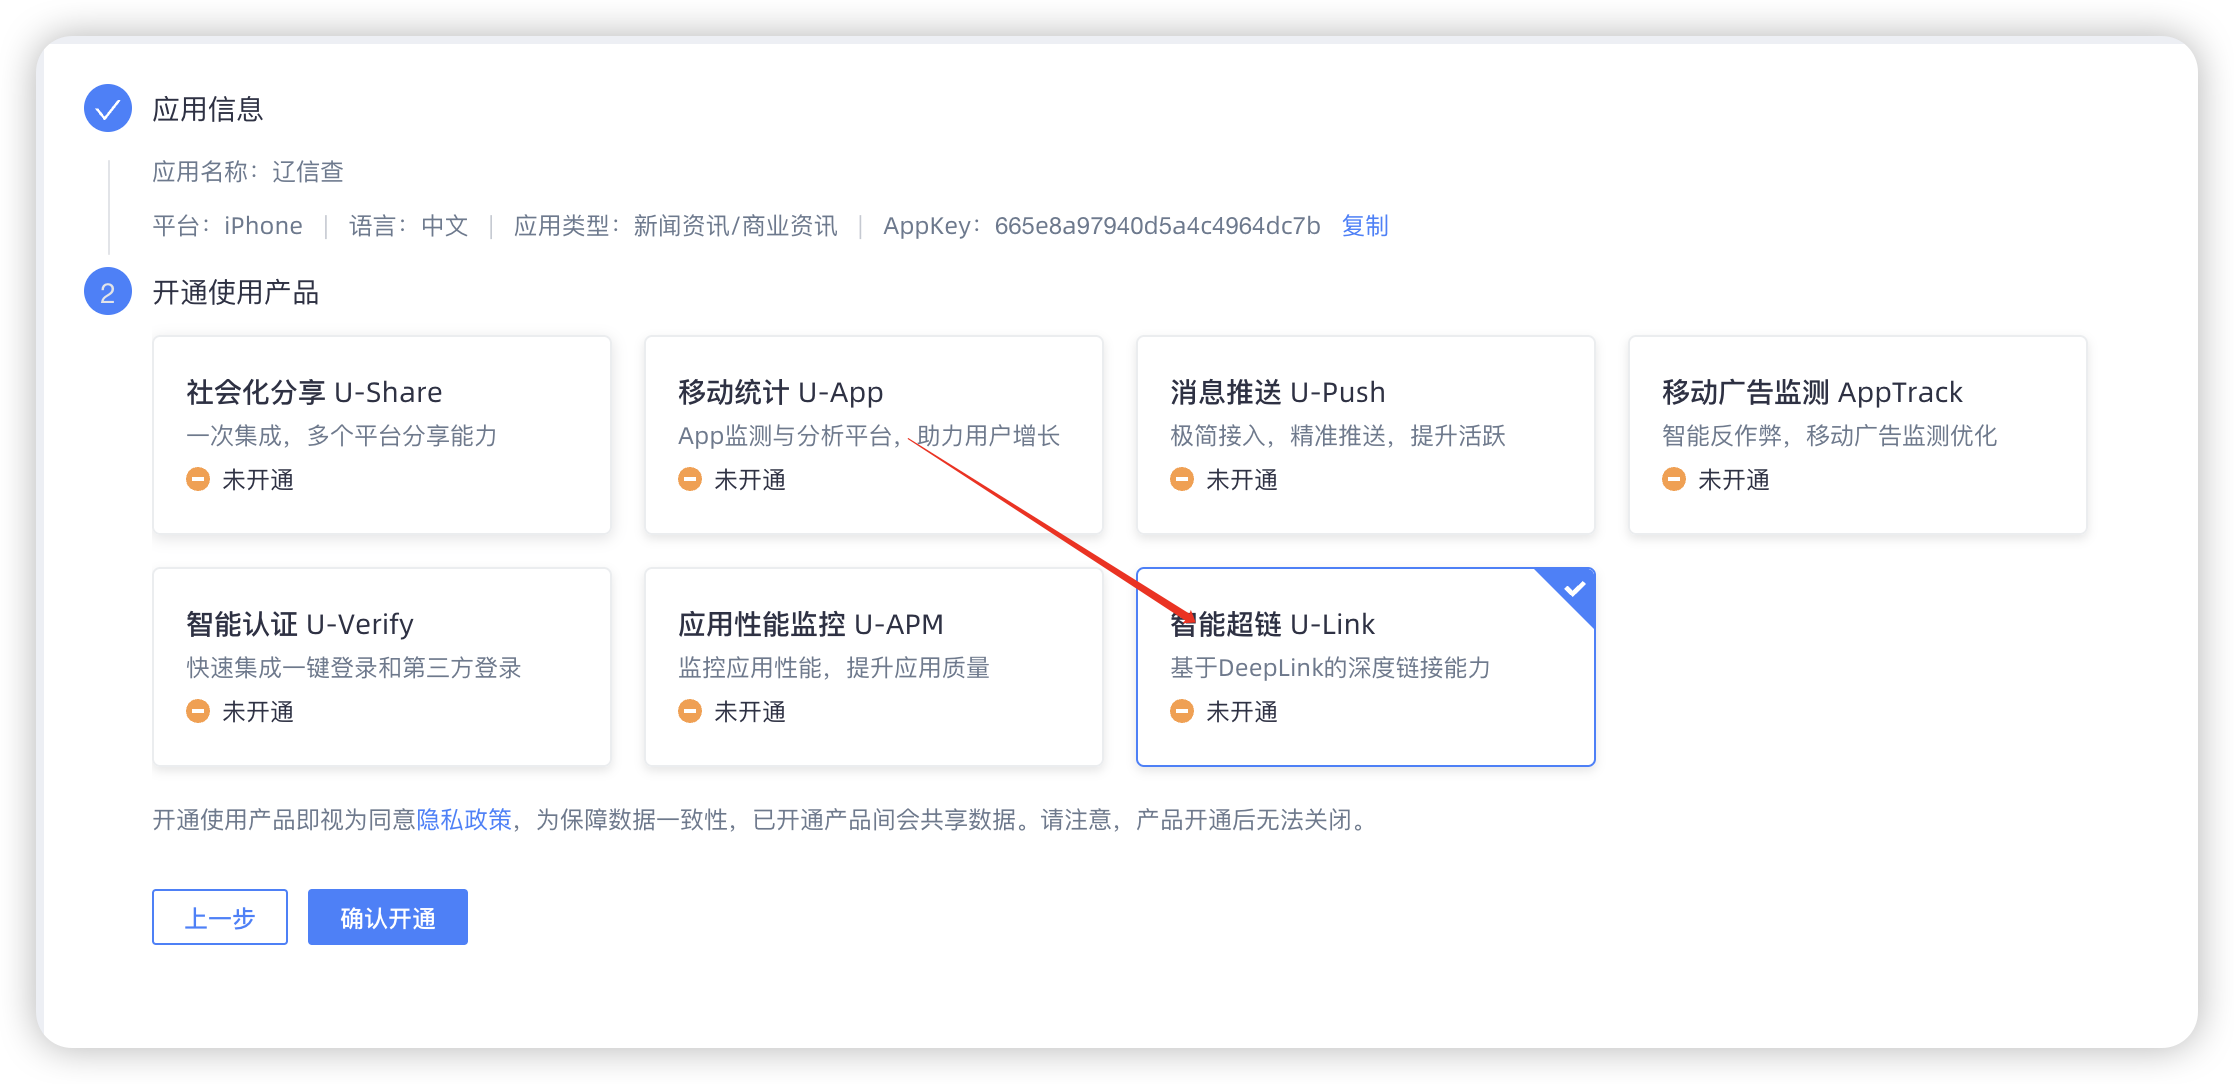 应用信息
应用名称：辽信查
平台：iPhone | 语言：中文 | 应用类型：新闻资讯/商业资讯 | AppKey：665e8a97940d5a4c4964dc7b 复制
2 开通使用产品
社会化分享 U-Share
一次集成，多个平台分享能力
未开通
移动统计 U-App
App监测与分析平台，助力用户增长
未开通
消息推送 U-Push
极简接入，精准推送，提升活跃
未开通
移动广告监测 AppTrack
智能反作弊，移动广告监测优化
未开通
智能认证 U-Verify
快速集成一键登录和第三方登录
未开通
应用性能监控 U-APM
监控应用性能，提升应用质量
未开通
智能超链 U-Link
基于DeepLink的深度链接能力
未开通
开通使用产品即视为同意隐私政策，为保障数据一致性，已开通产品间会共享数据。请注意，产品开通后无法关闭。
上一步 确认开通